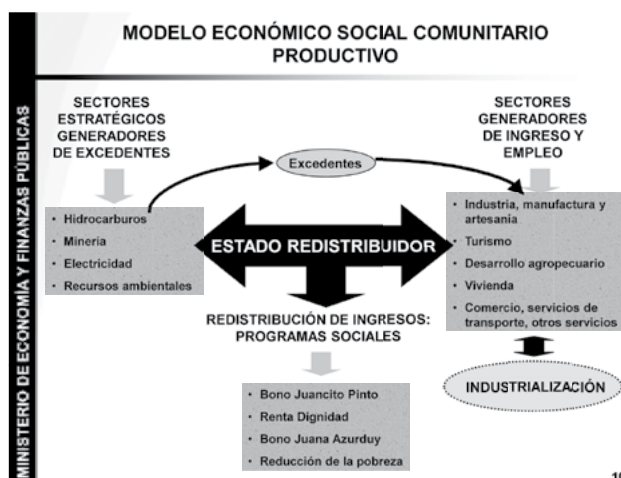 MODELO ECONÓMICO SOCIAL COMUNITARIO
PRODUCTIVO
MINISTERIO DE ECONOMÍA Y FINANZAS PÚBLICAS
SECTORES
ESTRATÉGICOS
GENERADORES
DE EXCEDENTES
• Hidrocarburos
• Minería
• Electricidad
• Recursos ambientales
Excedentes
SECTORES
GENERADORES
DE INGRESO Y
EMPLEO
• Industria, manufactura y
artesanía
• Turismo
• Desarrollo agropecuario
• Vivienda
• Comercio, servicios de
transporte, otros servicios
ESTADO REDISTRIBUIDOR
REDISTRIBUCIÓN DE INGRESOS:
PROGRAMAS SOCIALES
• Bono Juancito Pinto
• Renta Dignidad
• Bono Juana Azurduy
• Reducción de la pobreza
INDUSTRIALIZACIÓN